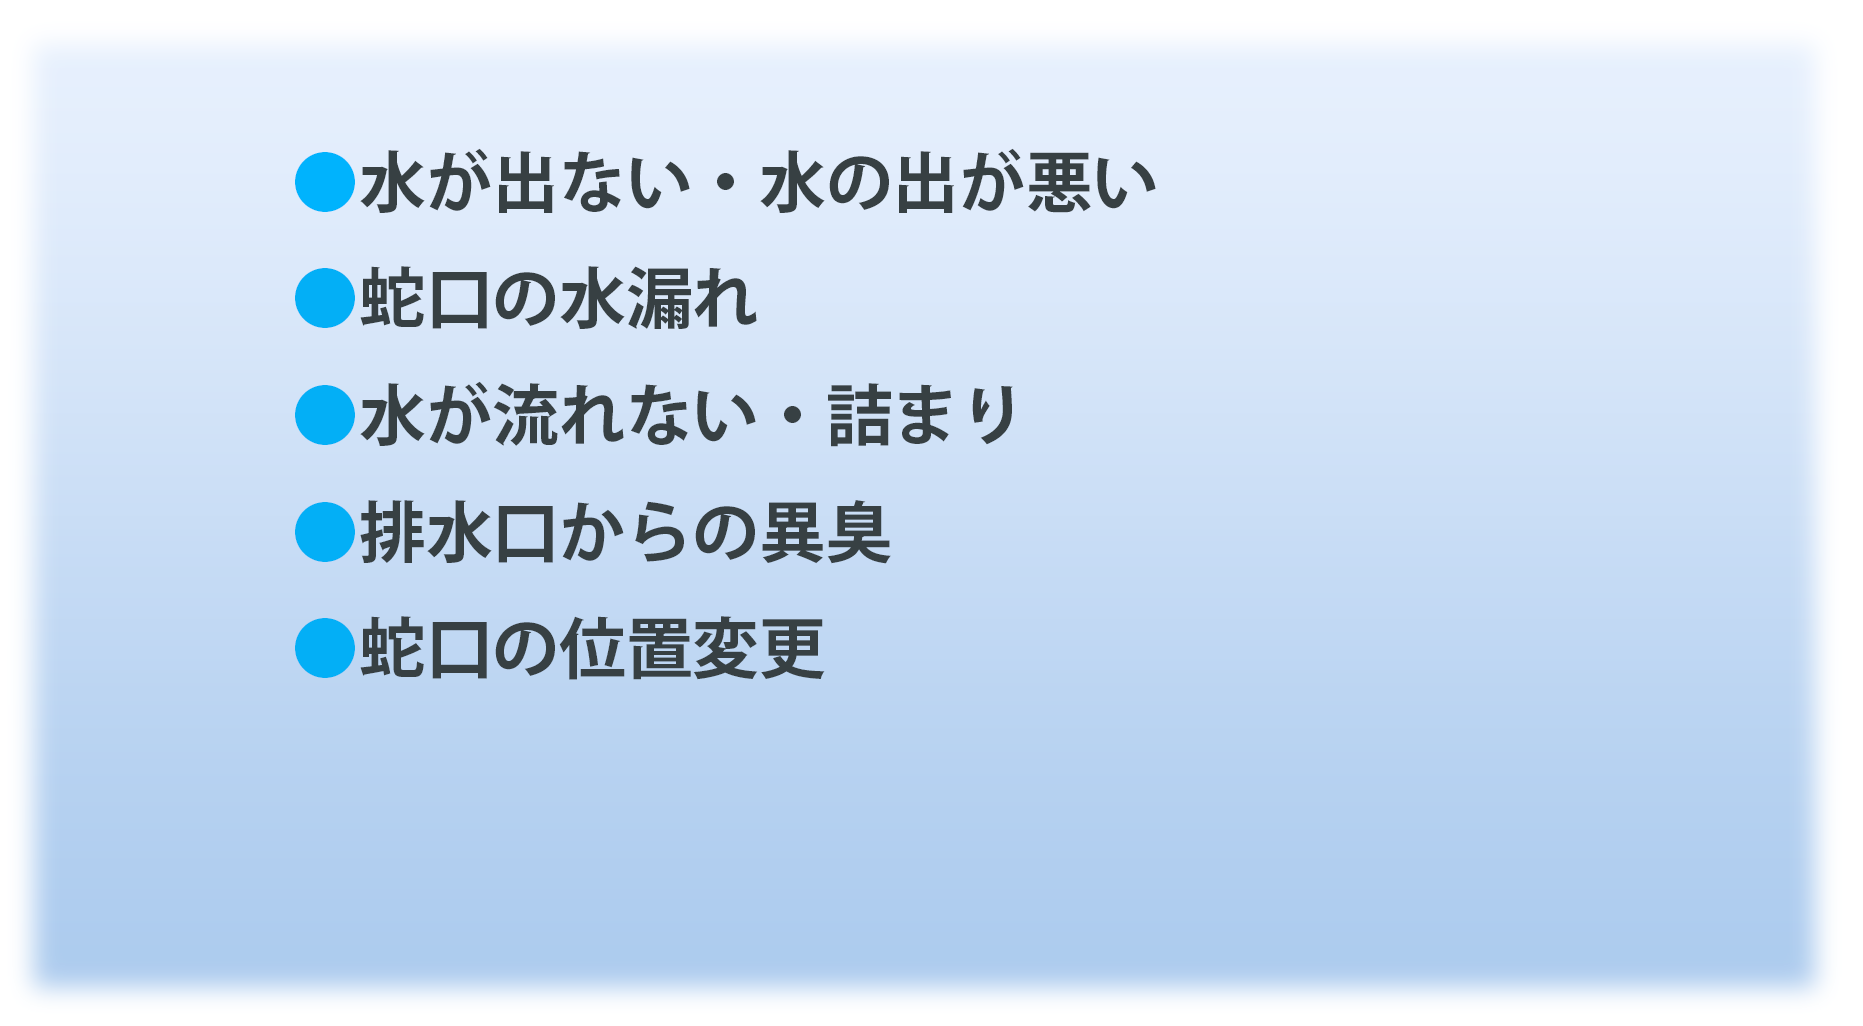 ●水が出ない・水の出が悪い
●蛇口の水漏れ
●水が流れない・詰まり
●排水口からの異臭
●蛇口の位置変更